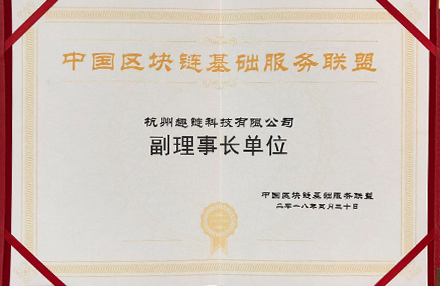 中国区块链基础服务联盟
杭州趣链科技有限公司
副理事长单位
中国区块链基础服务联盟
二零一八年五月三十日